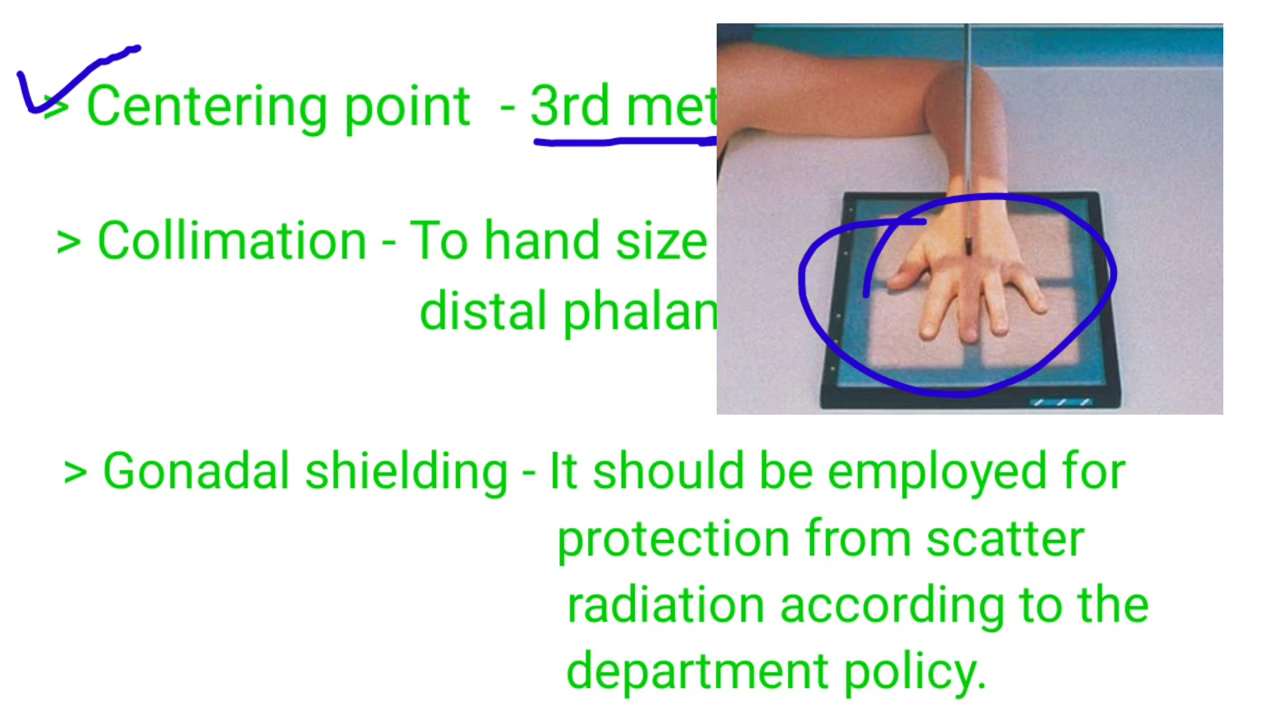 > Centering point - 3rd met
> Collimation - To hand size
distal phalan
> Gonadal shielding - It should be employed for
protection from scatter
radiation according to the
department policy.